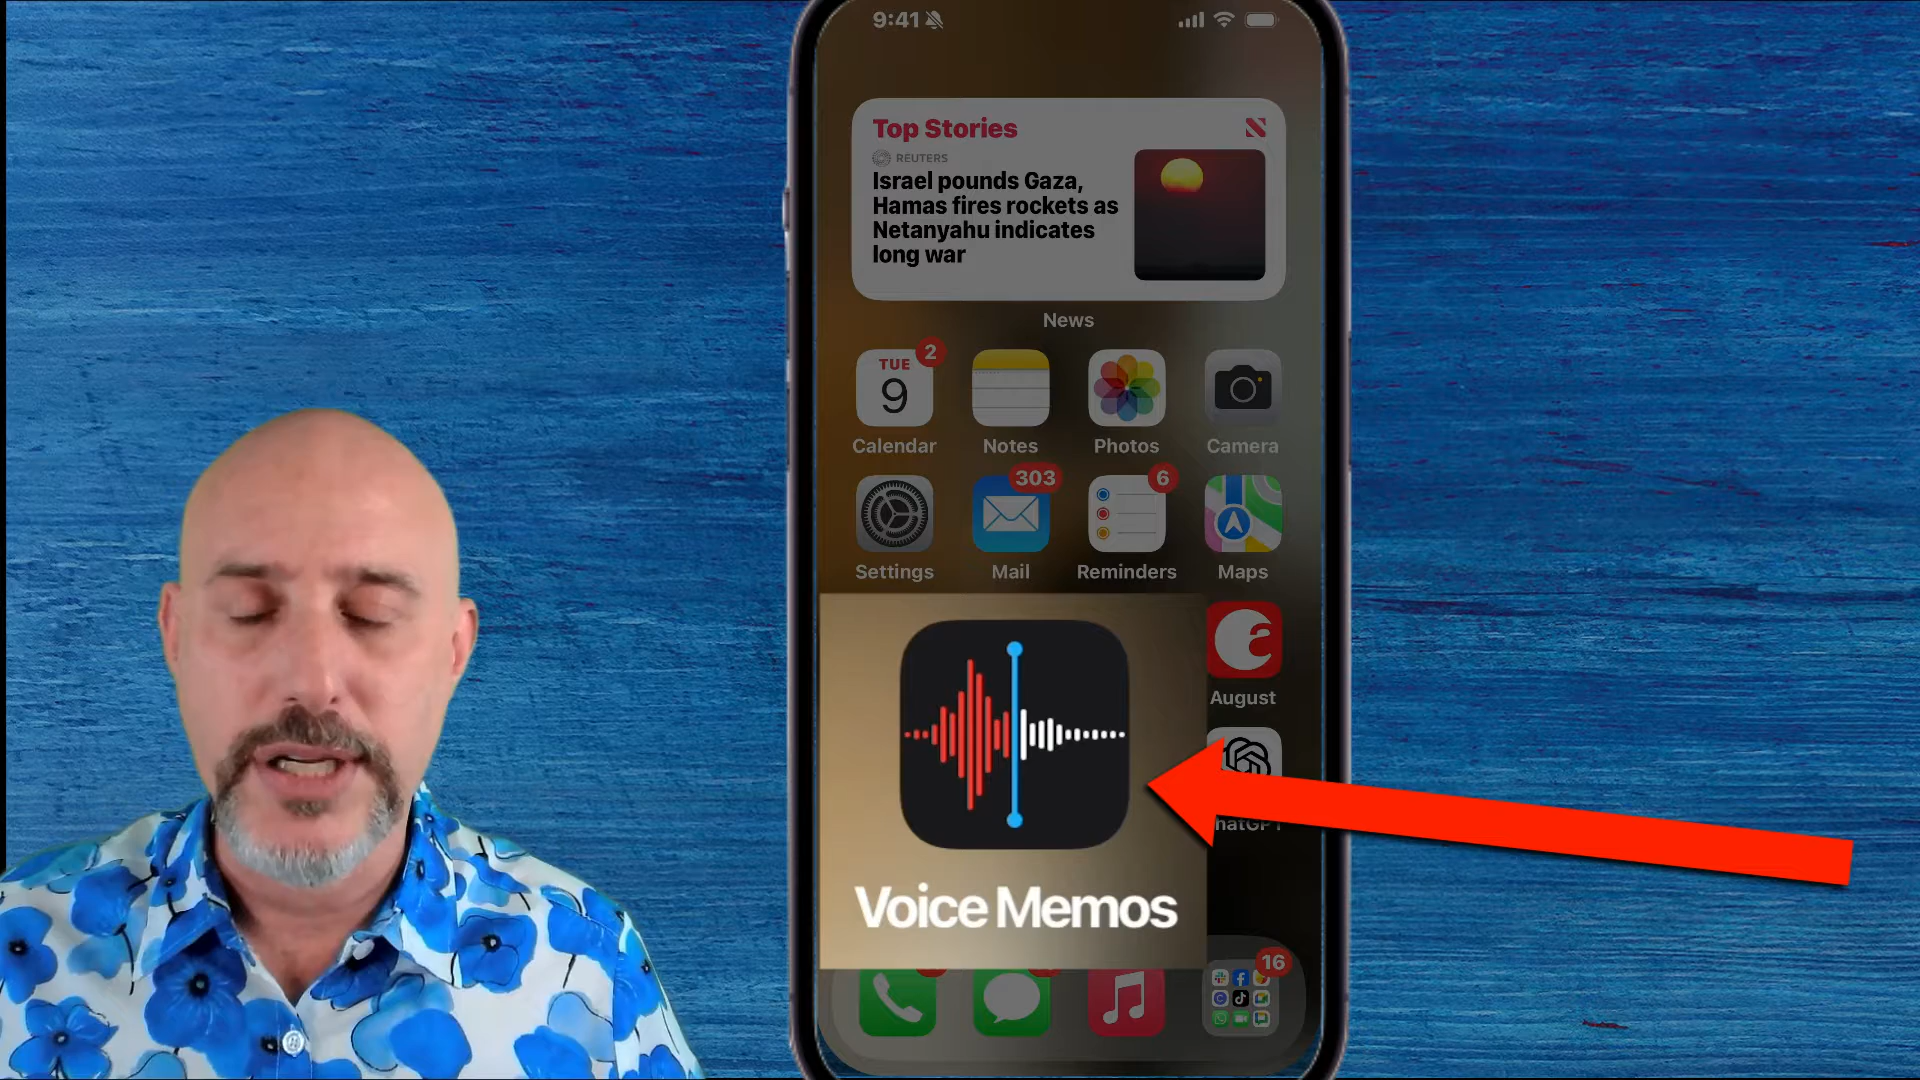 9:41
Top Stories
REUTERS
Israel pounds Gaza,
Hamas fires rockets as
Netanyahu indicates
long war
News
2
TUE
9
Calendar
Notes
Photos
Camera
303
6
Settings
Mail
Reminders
Maps
a
August
hatGPT
Voice Memos
16